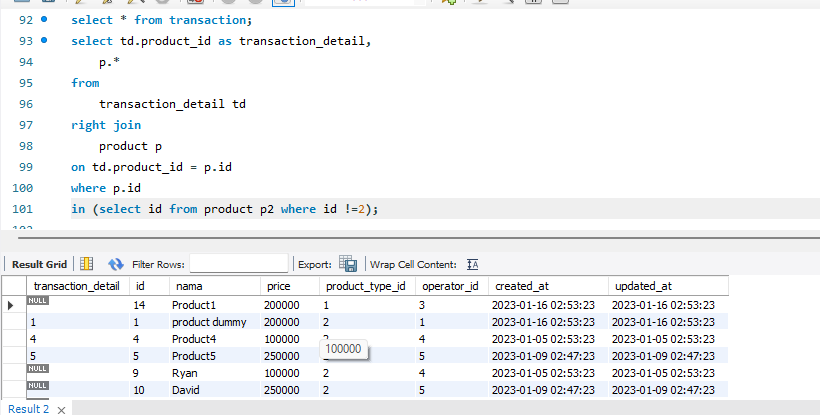 92 select * from transaction;
93 select td.product_id as transaction_detail,
94 p.*
95 from
96 transaction_detail td
97 right join
98 product p
99 on td.product_id = p.id
100 where p.id
101 in (select id from product p2 where id !=2);
Result Grid Filter Rows: Export: Wrap Cell Content:
transaction_detail id nama price product_type_id operator_id created_at updated_at
NULL 14 Product1 200000 1 3 2023-01-16 02:53:23 2023-01-16 02:53:23
1 1 product dummy 200000 2 1 2023-01-16 02:53:23 2023-01-16 02:53:23
4 4 Product4 100000 4 2023-01-05 02:53:23 2023-01-05 02:53:23
100000
5 5 Product5 250000 5 2023-01-09 02:47:23 2023-01-09 02:47:23
NULL 9 Ryan 100000 2 4 2023-01-05 02:53:23 2023-01-05 02:53:23
NULL 10 David 250000 2 5 2023-01-09 02:47:23 2023-01-09 02:47:23
Result 2